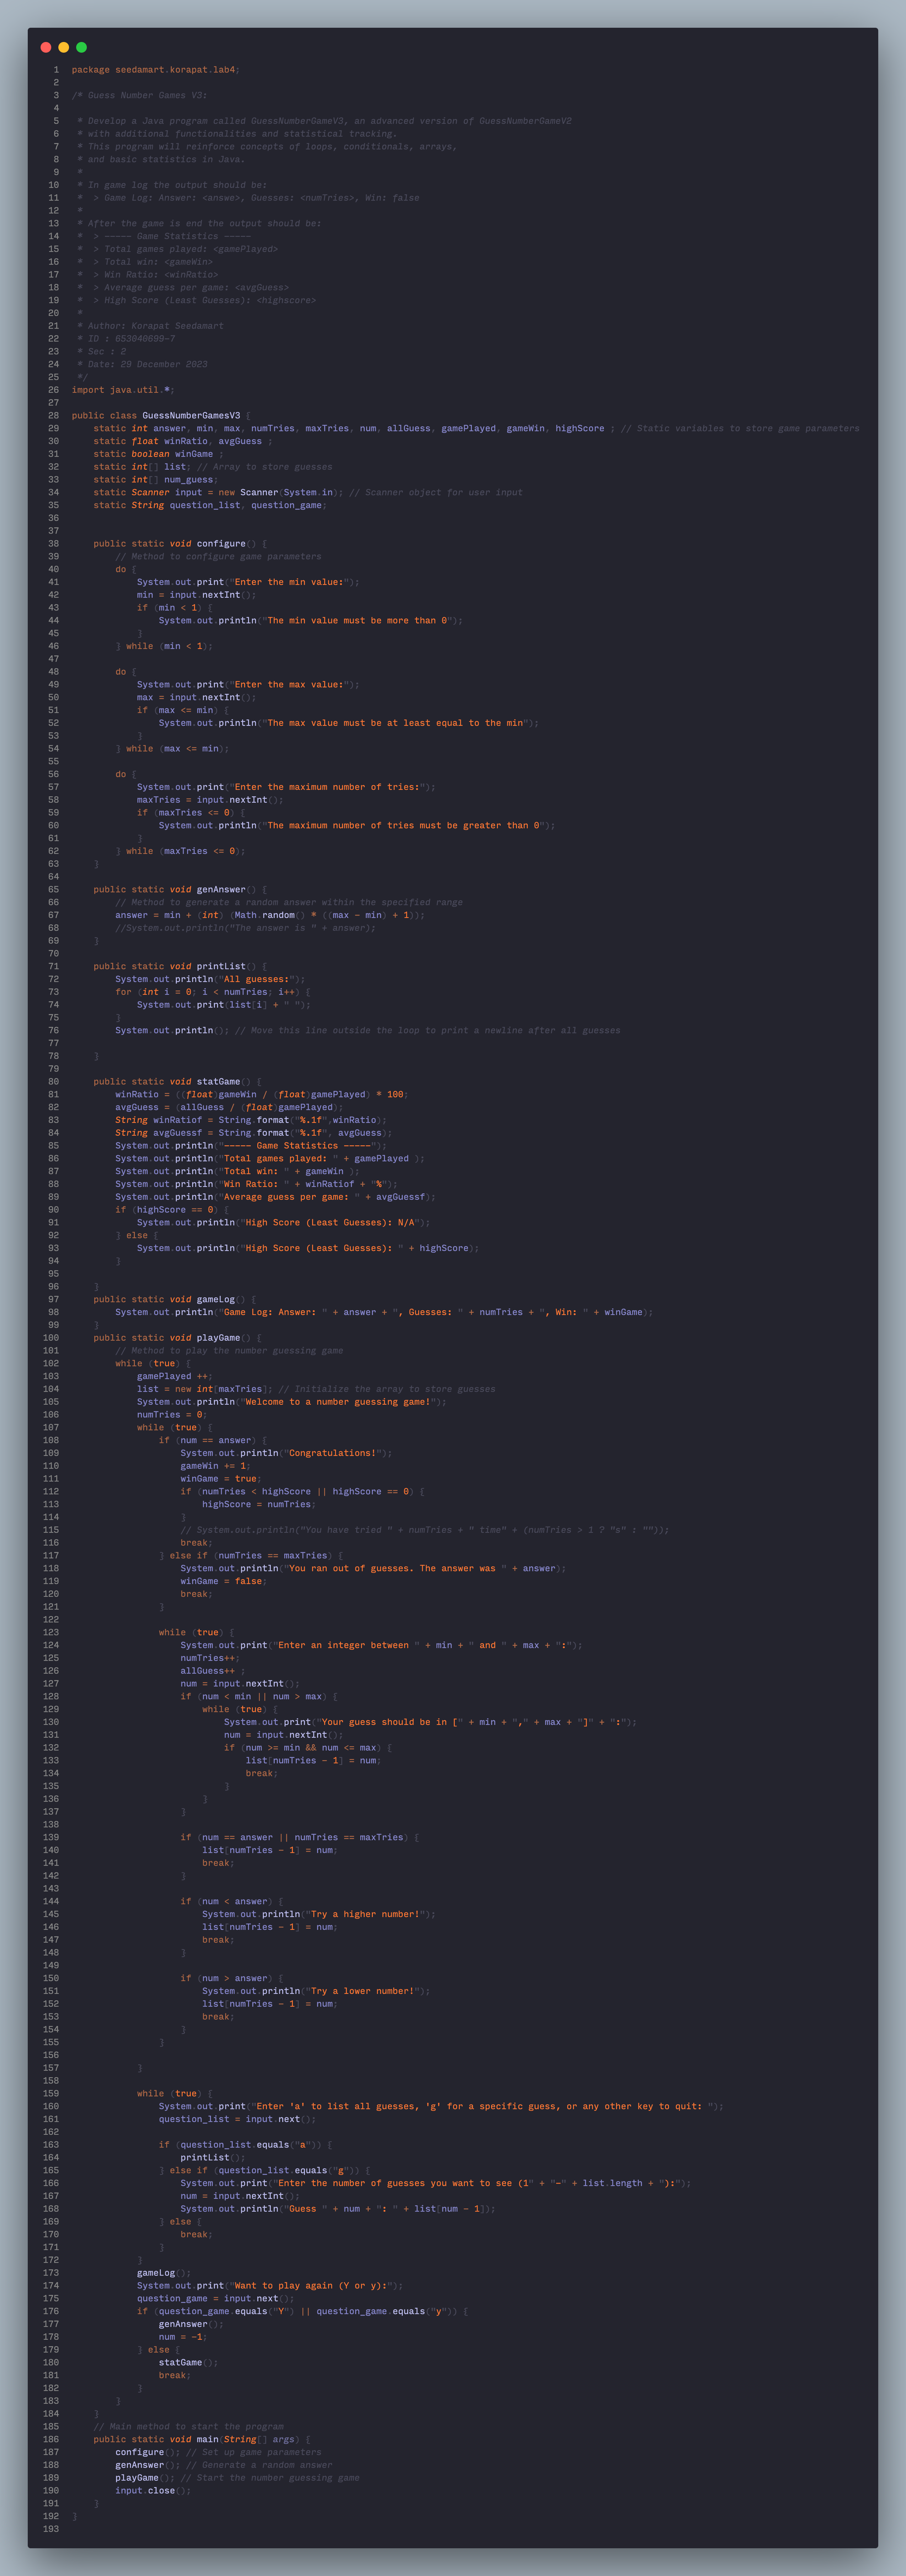 1 package seedamart.korapat.lab4;
2
3 /* Guess Number Games V3:
4
5 * Develop a Java program called GuessNumberGameV3, an advanced version of GuessNumberGameV2
6 * with additional functionalities and statistical tracking.
7 * This program will reinforce concepts of loops, conditionals, arrays,
8 * and basic statistics in Java.
9 *
10 * In game log the output should be:
11 *  > Game Log: Answer: <answe>, Guesses: <numTries>, Win: false
12 *
13 * After the game is end the output should be:
14 *  > ----- Game Statistics -----
15 *  > Total games played: <gamePlayed>
16 *  > Total win: <gameWin>
17 *  > Win Ratio: <winRatio>
18 *  > Average guess per game: <avgGuess>
19 *  > High Score (Least Guesses): <highscore>
20 *
21 * Author: Korapat Seedamart
22 * ID : 653040699-7
23 * Sec : 2
24 * Date: 29 December 2023
25 */
26 import java.util.*;
27
28 public class GuessNumberGamesV3 {
29     static int answer, min, max, numTries, maxTries, num, allGuess, gamePlayed, gameWin, highScore ; // Static variables to store game parameters
30     static float winRatio, avgGuess ;
31     static boolean winGame ;
32     static int[] list; // Array to store guesses
33     static int[] num_guess;
34     static Scanner input = new Scanner(System.in); // Scanner object for user input
35     static String question_list, question_game;
36
37
38     public static void configure() {
39         // Method to configure game parameters
40         do {
41             System.out.print("Enter the min value:");
42             min = input.nextInt();
43             if (min < 1) {
44                 System.out.println("The min value must be more than 0");
45             }
46         } while (min < 1);
47
48         do {
49             System.out.print("Enter the max value:");
50             max = input.nextInt();
51             if (max <= min) {
52                 System.out.println("The max value must be at least equal to the min");
53             }
54         } while (max <= min);
55
56         do {
57             System.out.print("Enter the maximum number of tries:");
58             maxTries = input.nextInt();
59             if (maxTries <= 0) {
60                 System.out.println("The maximum number of tries must be greater than 0");
61             }
62         } while (maxTries <= 0);
63     }
64
65     public static void genAnswer() {
66         // Method to generate a random answer within the specified range
67         answer = min + (int) (Math.random() * ((max - min) + 1));
68         //System.out.println("The answer is " + answer);
69     }
70
71     public static void printList() {
72         System.out.println("All guesses:");
73         for (int i = 0; i < numTries; i++) {
74             System.out.print(list[i] + " ");
75         }
76         System.out.println(); // Move this line outside the loop to print a newline after all guesses
77
78     }
79
80     public static void statGame() {
81         winRatio = ((float)gameWin / (float)gamePlayed) * 100;
82         avgGuess = (allGuess / (float)gamePlayed);
83         String winRatiof = String.format("%.1f",winRatio);
84         String avgGuessf = String.format("%.1f", avgGuess);
85         System.out.println("----- Game Statistics -----");
86         System.out.println("Total games played: " + gamePlayed );
87         System.out.println("Total win: " + gameWin );
88         System.out.println("Win Ratio: " + winRatiof + "%");
89         System.out.println("Average guess per game: " + avgGuessf);
90         if (highScore == 0) {
91             System.out.println("High Score (Least Guesses): N/A");
92         } else {
93             System.out.println("High Score (Least Guesses): " + highScore);
94         }
95
96     }
97     public static void gameLog() {
98         System.out.println("Game Log: Answer: " + answer + ", Guesses: " + numTries + ", Win: " + winGame);
99     }
100     public static void playGame() {
101         // Method to play the number guessing game
102         while (true) {
103             gamePlayed ++;
104             list = new int[maxTries]; // Initialize the array to store guesses
105             System.out.println("Welcome to a number guessing game!");
106             numTries = 0;
107             while (true) {
108                 if (num == answer) {
109                     System.out.println("Congratulations!");
110                     gameWin += 1;
111                     winGame = true;
112                     if (numTries < highScore || highScore == 0) {
113                         highScore = numTries;
114                     }
115                     // System.out.println("You have tried " + numTries + " time" + (numTries > 1 ? "s" : ""));
116                     break;
117                 } else if (numTries == maxTries) {
118                     System.out.println("You ran out of guesses. The answer was " + answer);
119                     winGame = false;
120                     break;
121                 }
122
123                 while (true) {
124                     System.out.print("Enter an integer between " + min + " and " + max + ":");
125                     numTries++;
126                     allGuess++ ;
127                     num = input.nextInt();
128                     if (num < min || num > max) {
129                         while (true) {
130                             System.out.print("Your guess should be in [" + min + "," + max + "]" + ":");
131                             num = input.nextInt();
132                             if (num >= min && num <= max) {
133                                 list[numTries - 1] = num;
134                                 break;
135                             }
136                         }
137                     }
138
139                     if (num == answer || numTries == maxTries) {
140                         list[numTries - 1] = num;
141                         break;
142                     }
143
144                     if (num < answer) {
145                         System.out.println("Try a higher number!");
146                         list[numTries - 1] = num;
147                         break;
148                     }
149
150                     if (num > answer) {
151                         System.out.println("Try a lower number!");
152                         list[numTries - 1] = num;
153                         break;
154                     }
155                 }
156
157             }
158
159             while (true) {
160                 System.out.print("Enter 'a' to list all guesses, 'g' for a specific guess, or any other key to quit: ");
161                 question_list = input.next();
162
163                 if (question_list.equals("a")) {
164                     printList();
165                 } else if (question_list.equals("g")) {
166                     System.out.print("Enter the number of guesses you want to see (1" + "-" + list.length + "):");
167                     num = input.nextInt();
168                     System.out.println("Guess " + num + ": " + list[num - 1]);
169                 } else {
170                     break;
171                 }
172             }
173             gameLog();
174             System.out.print("Want to play again (Y or y):");
175             question_game = input.next();
176             if (question_game.equals("Y") || question_game.equals("y")) {
177                 genAnswer();
178                 num = -1;
179             } else {
180                 statGame();
181                 break;
182             }
183         }
184     }
185     // Main method to start the program
186     public static void main(String[] args) {
187         configure(); // Set up game parameters
188         genAnswer(); // Generate a random answer
189         playGame(); // Start the number guessing game
190         input.close();
191     }
192 }
193